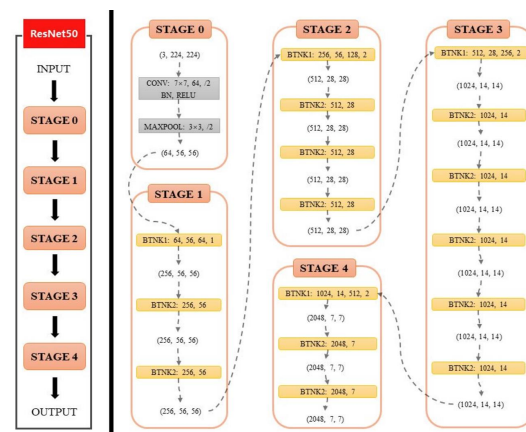 ResNet50
INPUT
STAGE 0
STAGE 1
STAGE 2
STAGE 3
STAGE 4
OUTPUT
STAGE 0
(3, 224, 224)
CONV: 7×7, 64, /2
BN, RELU
MAXPOOL: 3×3, /2
(64, 56, 56)
STAGE 1
BTNK1: 64, 56, 64, 1
(256, 56, 56)
BTNK2: 256, 56
(256, 56, 56)
BTNK2: 256, 56
(256, 56, 56)
STAGE 2
BTNK1: 256, 56, 128, 2
(512, 28, 28)
BTNK2: 512, 28
(512, 28, 28)
BTNK2: 512, 28
(512, 28, 28)
BTNK2: 512, 28
(512, 28, 28)
STAGE 3
BTNK1: 512, 28, 256, 2
(1024, 14, 14)
BTNK2: 1024, 14
(1024, 14, 14)
BTNK2: 1024, 14
(1024, 14, 14)
BTNK2: 1024, 14
(1024, 14, 14)
BTNK2: 1024, 14
(1024, 14, 14)
BTNK2: 1024, 14
(1024, 14, 14)
STAGE 4
BTNK1: 1024, 14, 512, 2
(2048, 7, 7)
BTNK2: 2048, 7
(2048, 7, 7)
BTNK2: 2048, 7
(2048, 7, 7)